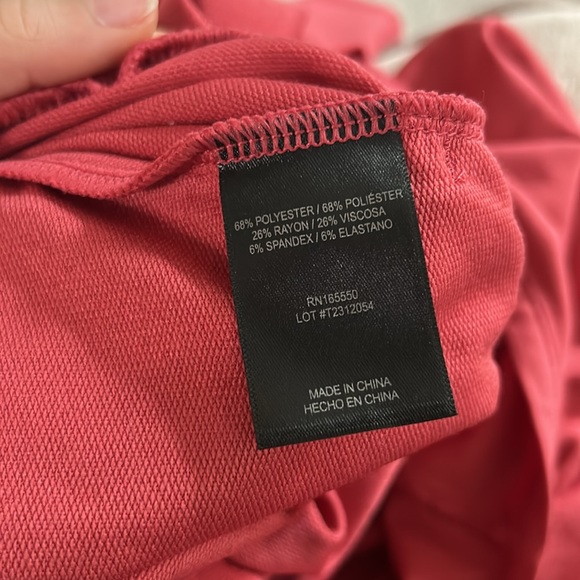 68% POLYESTER / 68% POLIÉSTER
26% RAYON / 26% VISCOSA
6% SPANDEX / 6% ELASTANO
RN165550
LOT #T2312054
MADE IN CHINA
HECHO EN CHINA